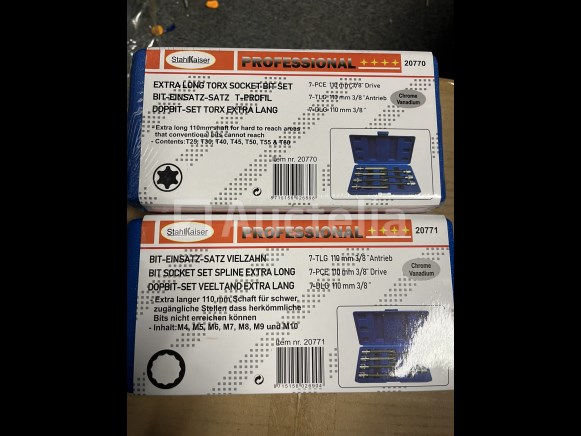 StahlKaiser
PROFESSIONAL
20770
EXTRA LONG TORX SOCKET BIT SET
7-PCE 110 mm 3/8" Drive
BIT-EINSATZ-SATZ T-PROFIL
7-TLG 110 mm 3/8" Antrieb
DOPBIT-SET TORX EXTRA LANG
7-DLG 110 mm 3/8"
Chrome
Vanadium
- Extra long 110mm shaft for hard to reach areas
that conventional bits cannot reach
- Contents: T25, T30, T40, T45, T50, T55 & T60
Item nr. 20770
Auctelia
StahlKaiser
PROFESSIONAL
20771
BIT-EINSATZ-SATZ VIELZAHN
7-TLG 110 mm 3/8" Antrieb
BIT SOCKET SET SPLINE EXTRA LONG
7-PCE 110 mm 3/8" Drive
DOPBIT-SET VEELTAND EXTRA LANG
7-DLG 110 mm 3/8"
Chrome
Vanadium
- Extra langer 110 mm Schaft für schwer,
zugängliche Stellen dass herkömmliche
Bits nicht erreichen können
- Inhalt: M4, M5, M6, M7, M8, M9 und M10
Item nr. 20771